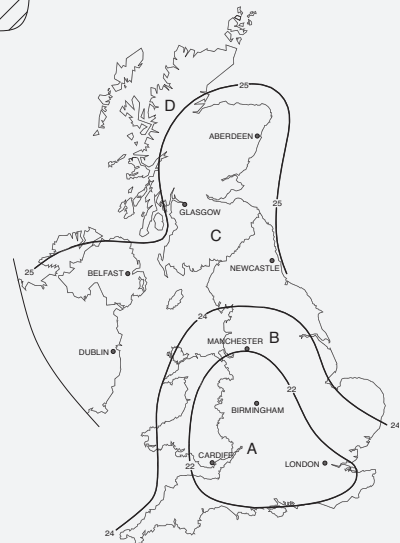 25
D
ABERDEEN
25
GLASGOW
C
NEWCASTLE
25
BELFAST
24
MANCHESTER
B
DUBLIN
22
BIRMINGHAM
24
A
CARDIFF
22
LONDON
24